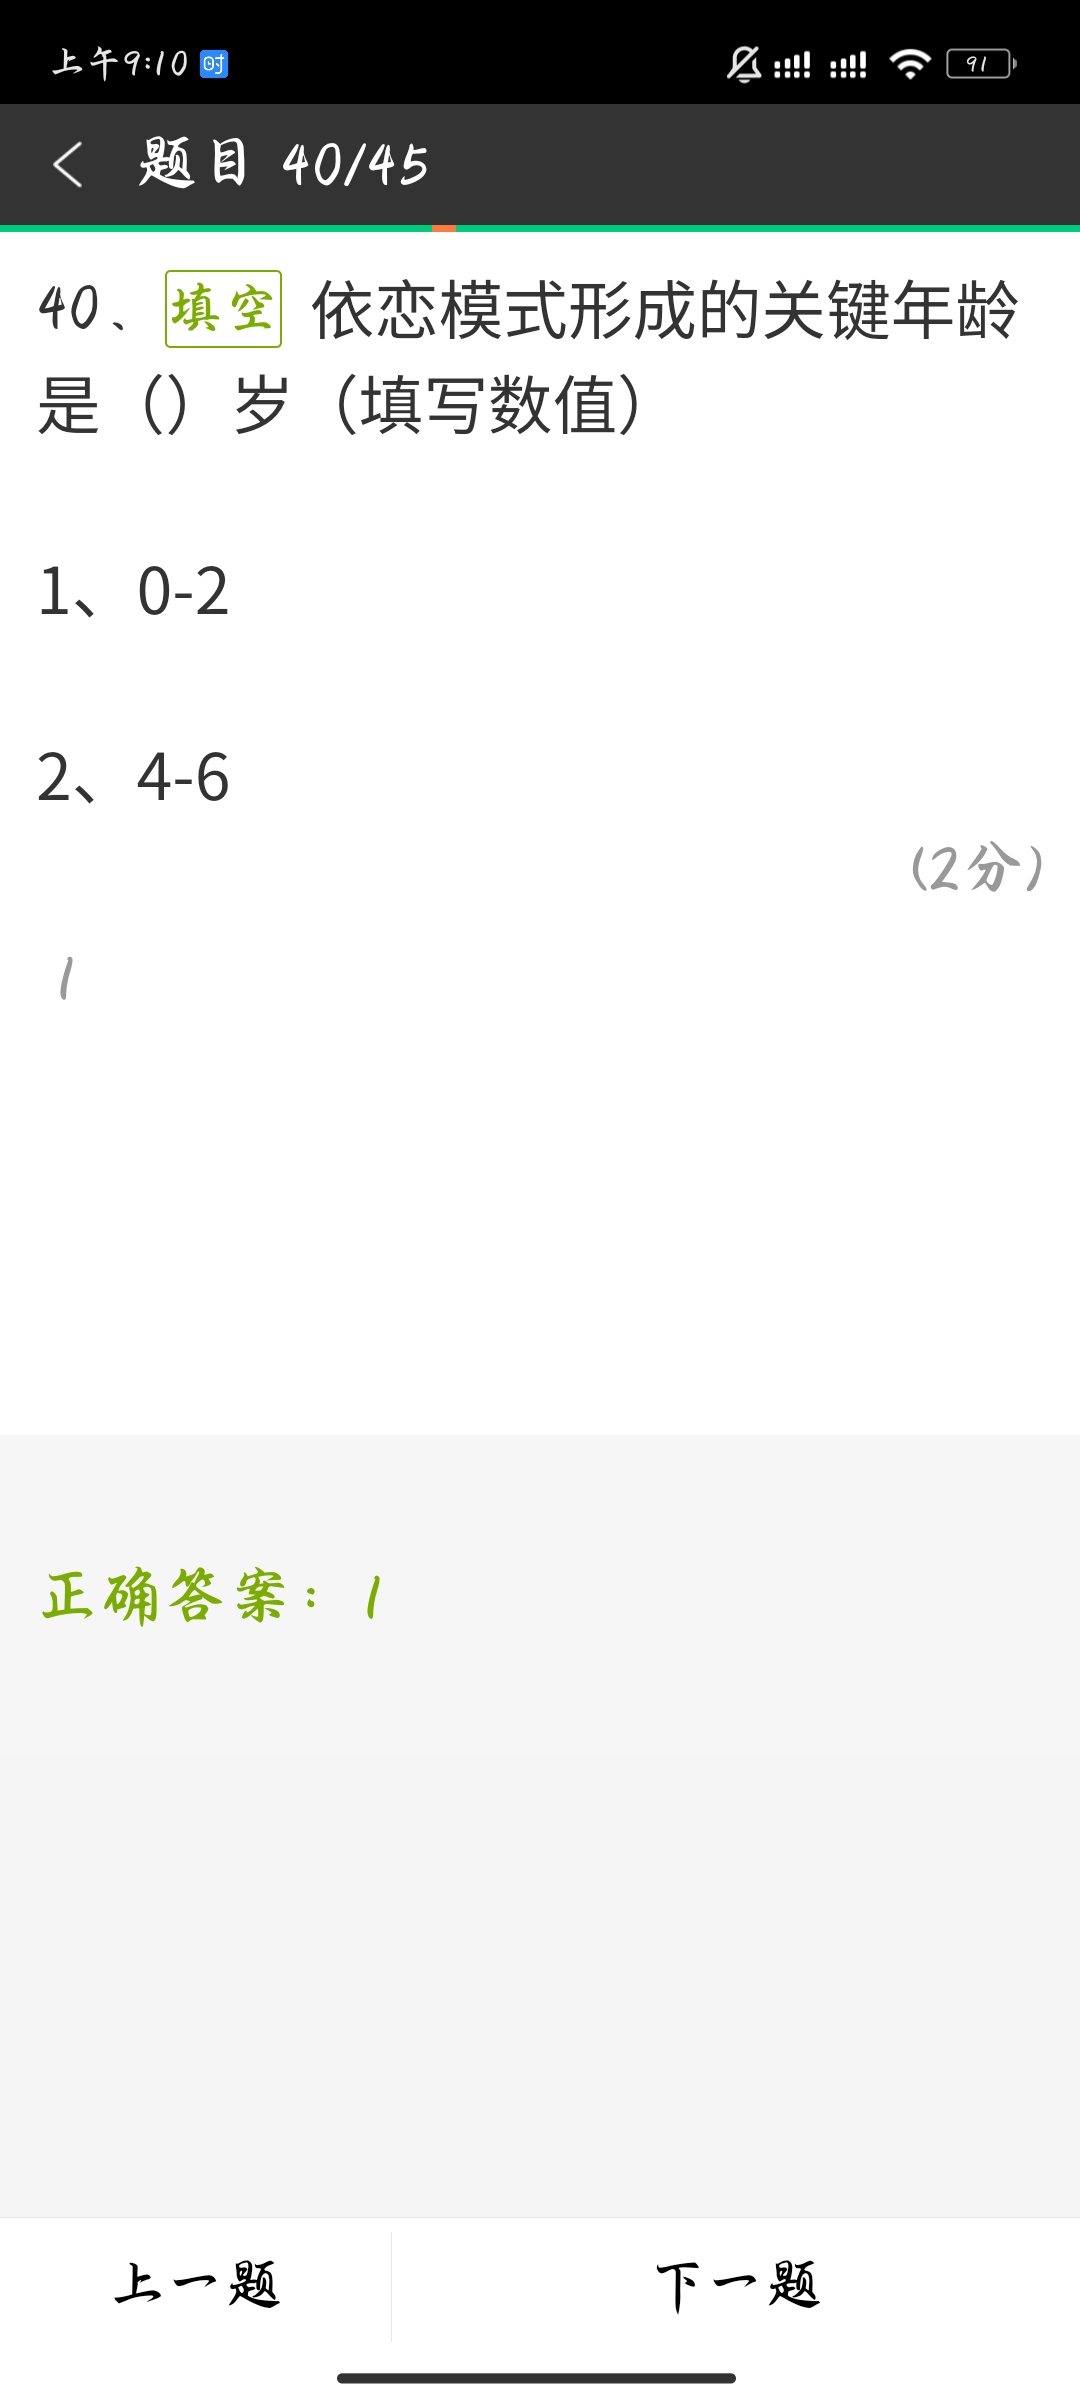 上午9:10 时 91
题目 40/45
40、填空 依恋模式形成的关键年龄
是（）岁（填写数值）
1、0-2
2、4-6
(2分)
1
正确答案：1
上一题 下一题